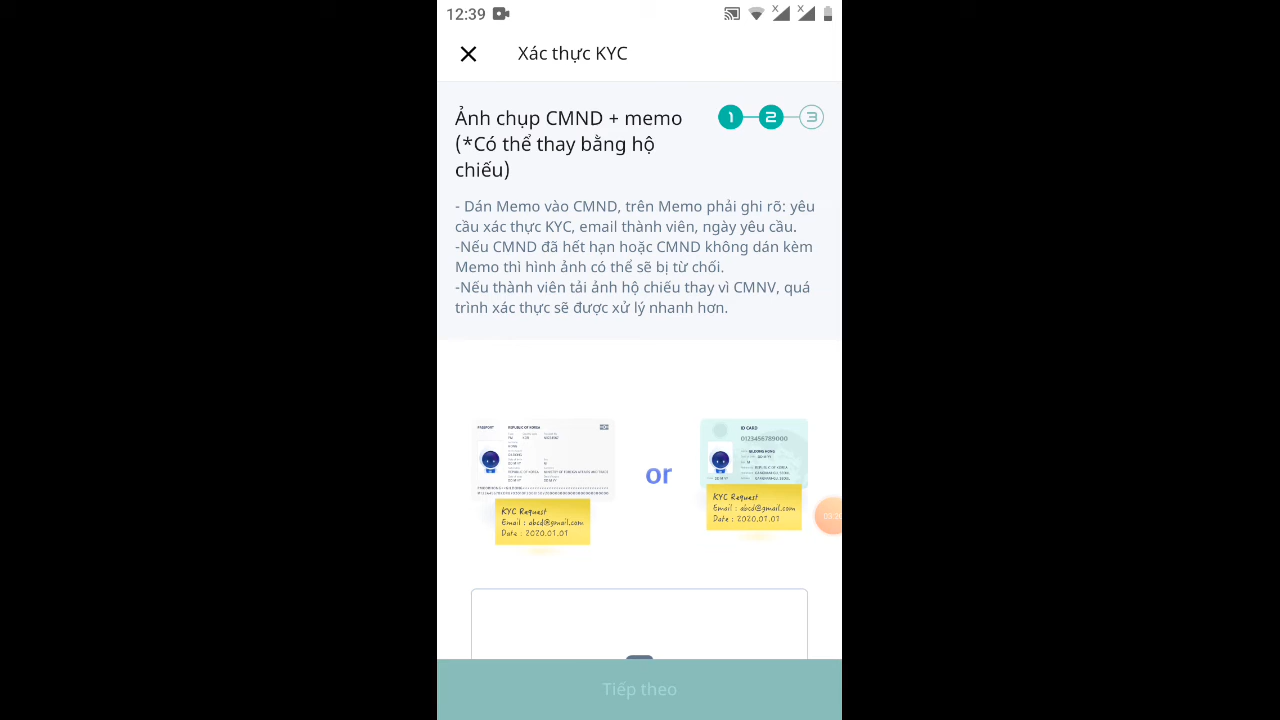 12:39
Xác thực KYC
Ảnh chụp CMND + memo
(*Có thể thay bằng hộ
chiếu)
1 2 3
- Dán Memo vào CMND, trên Memo phải ghi rõ: yêu
cầu xác thực KYC, email thành viên, ngày yêu cầu.
-Nếu CMND đã hết hạn hoặc CMND không dán kèm
Memo thì hình ảnh có thể sẽ bị từ chối.
-Nếu thành viên tải ảnh hộ chiếu thay vì CMNV, quá
trình xác thực sẽ được xử lý nhanh hơn.
PASSPORT REPUBLIC OF KOREA
KYC Request
Email : abcd@gmail.com
Date : 2020.01.01
or
ID CARD
0123456789000
KYC Request
Email : abcd@gmail.com
Date : 2020.01.01
Tiếp theo